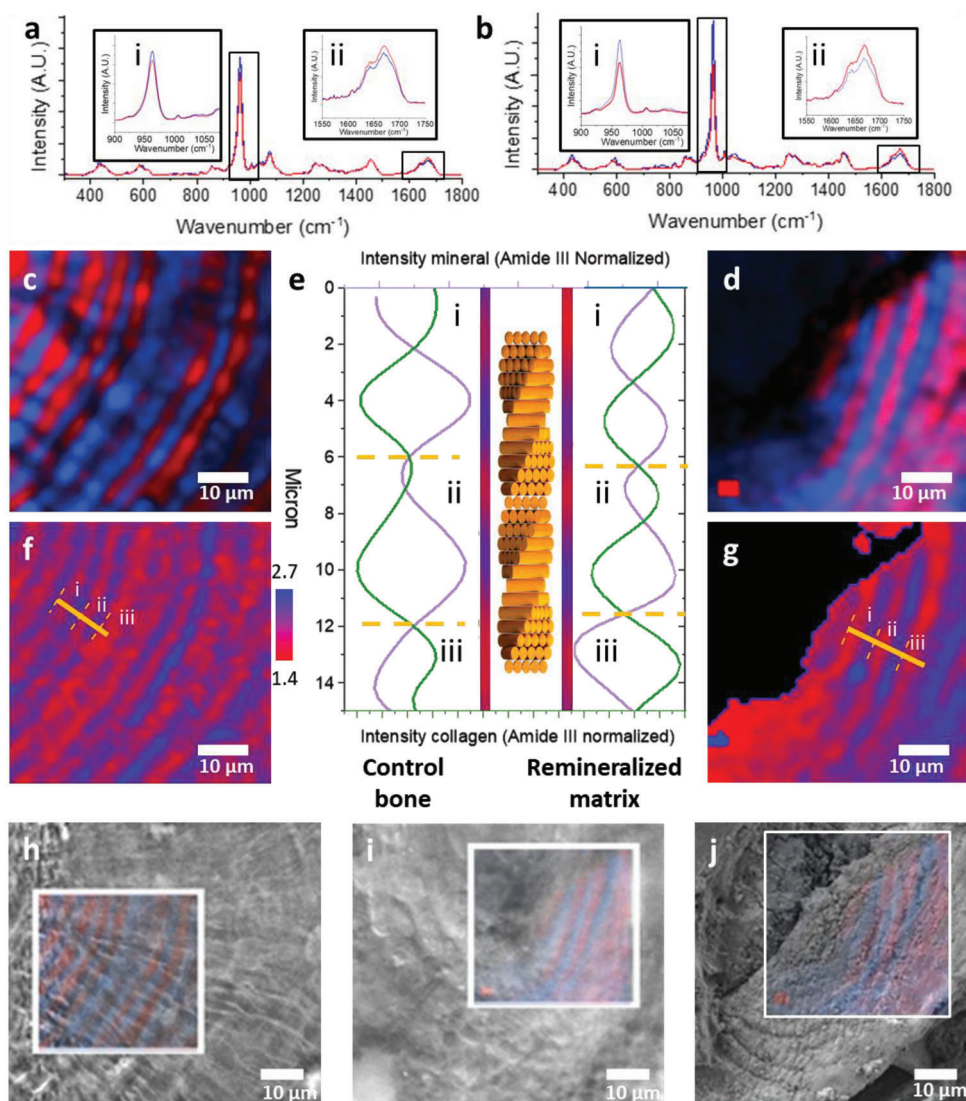 a
b
i
ii
i
ii
Intensity (A.U.)
Intensity (A.U.)
Intensity (A.U.)
Intensity (A.U.)
Intensity (A.U.)
Intensity (A.U.)
900 950 1000 1050
Wavenumber (cm⁻¹)
1550 1600 1650 1700 1750
Wavenumber (cm⁻¹)
900 950 1000 1050
Wavenumber (cm⁻¹)
1550 1600 1650 1700 1750
Wavenumber (cm⁻¹)
400 600 800 1000 1200 1400 1600 1800
Wavenumber (cm⁻¹)
400 600 800 1000 1200 1400 1600 1800
Wavenumber (cm⁻¹)
c
10 μm
e
Intensity mineral (Amide III Normalized)
0
2
4
6
8
10
12
14
Micron
i
ii
iii
i
ii
iii
Intensity collagen (Amide III normalized)
Control
bone
Remineralized
matrix
d
10 μm
f
i
ii
iii
10 μm
2.7
1.4
g
i
ii
iii
10 μm
h
10 μm
i
10 μm
j
10 μm